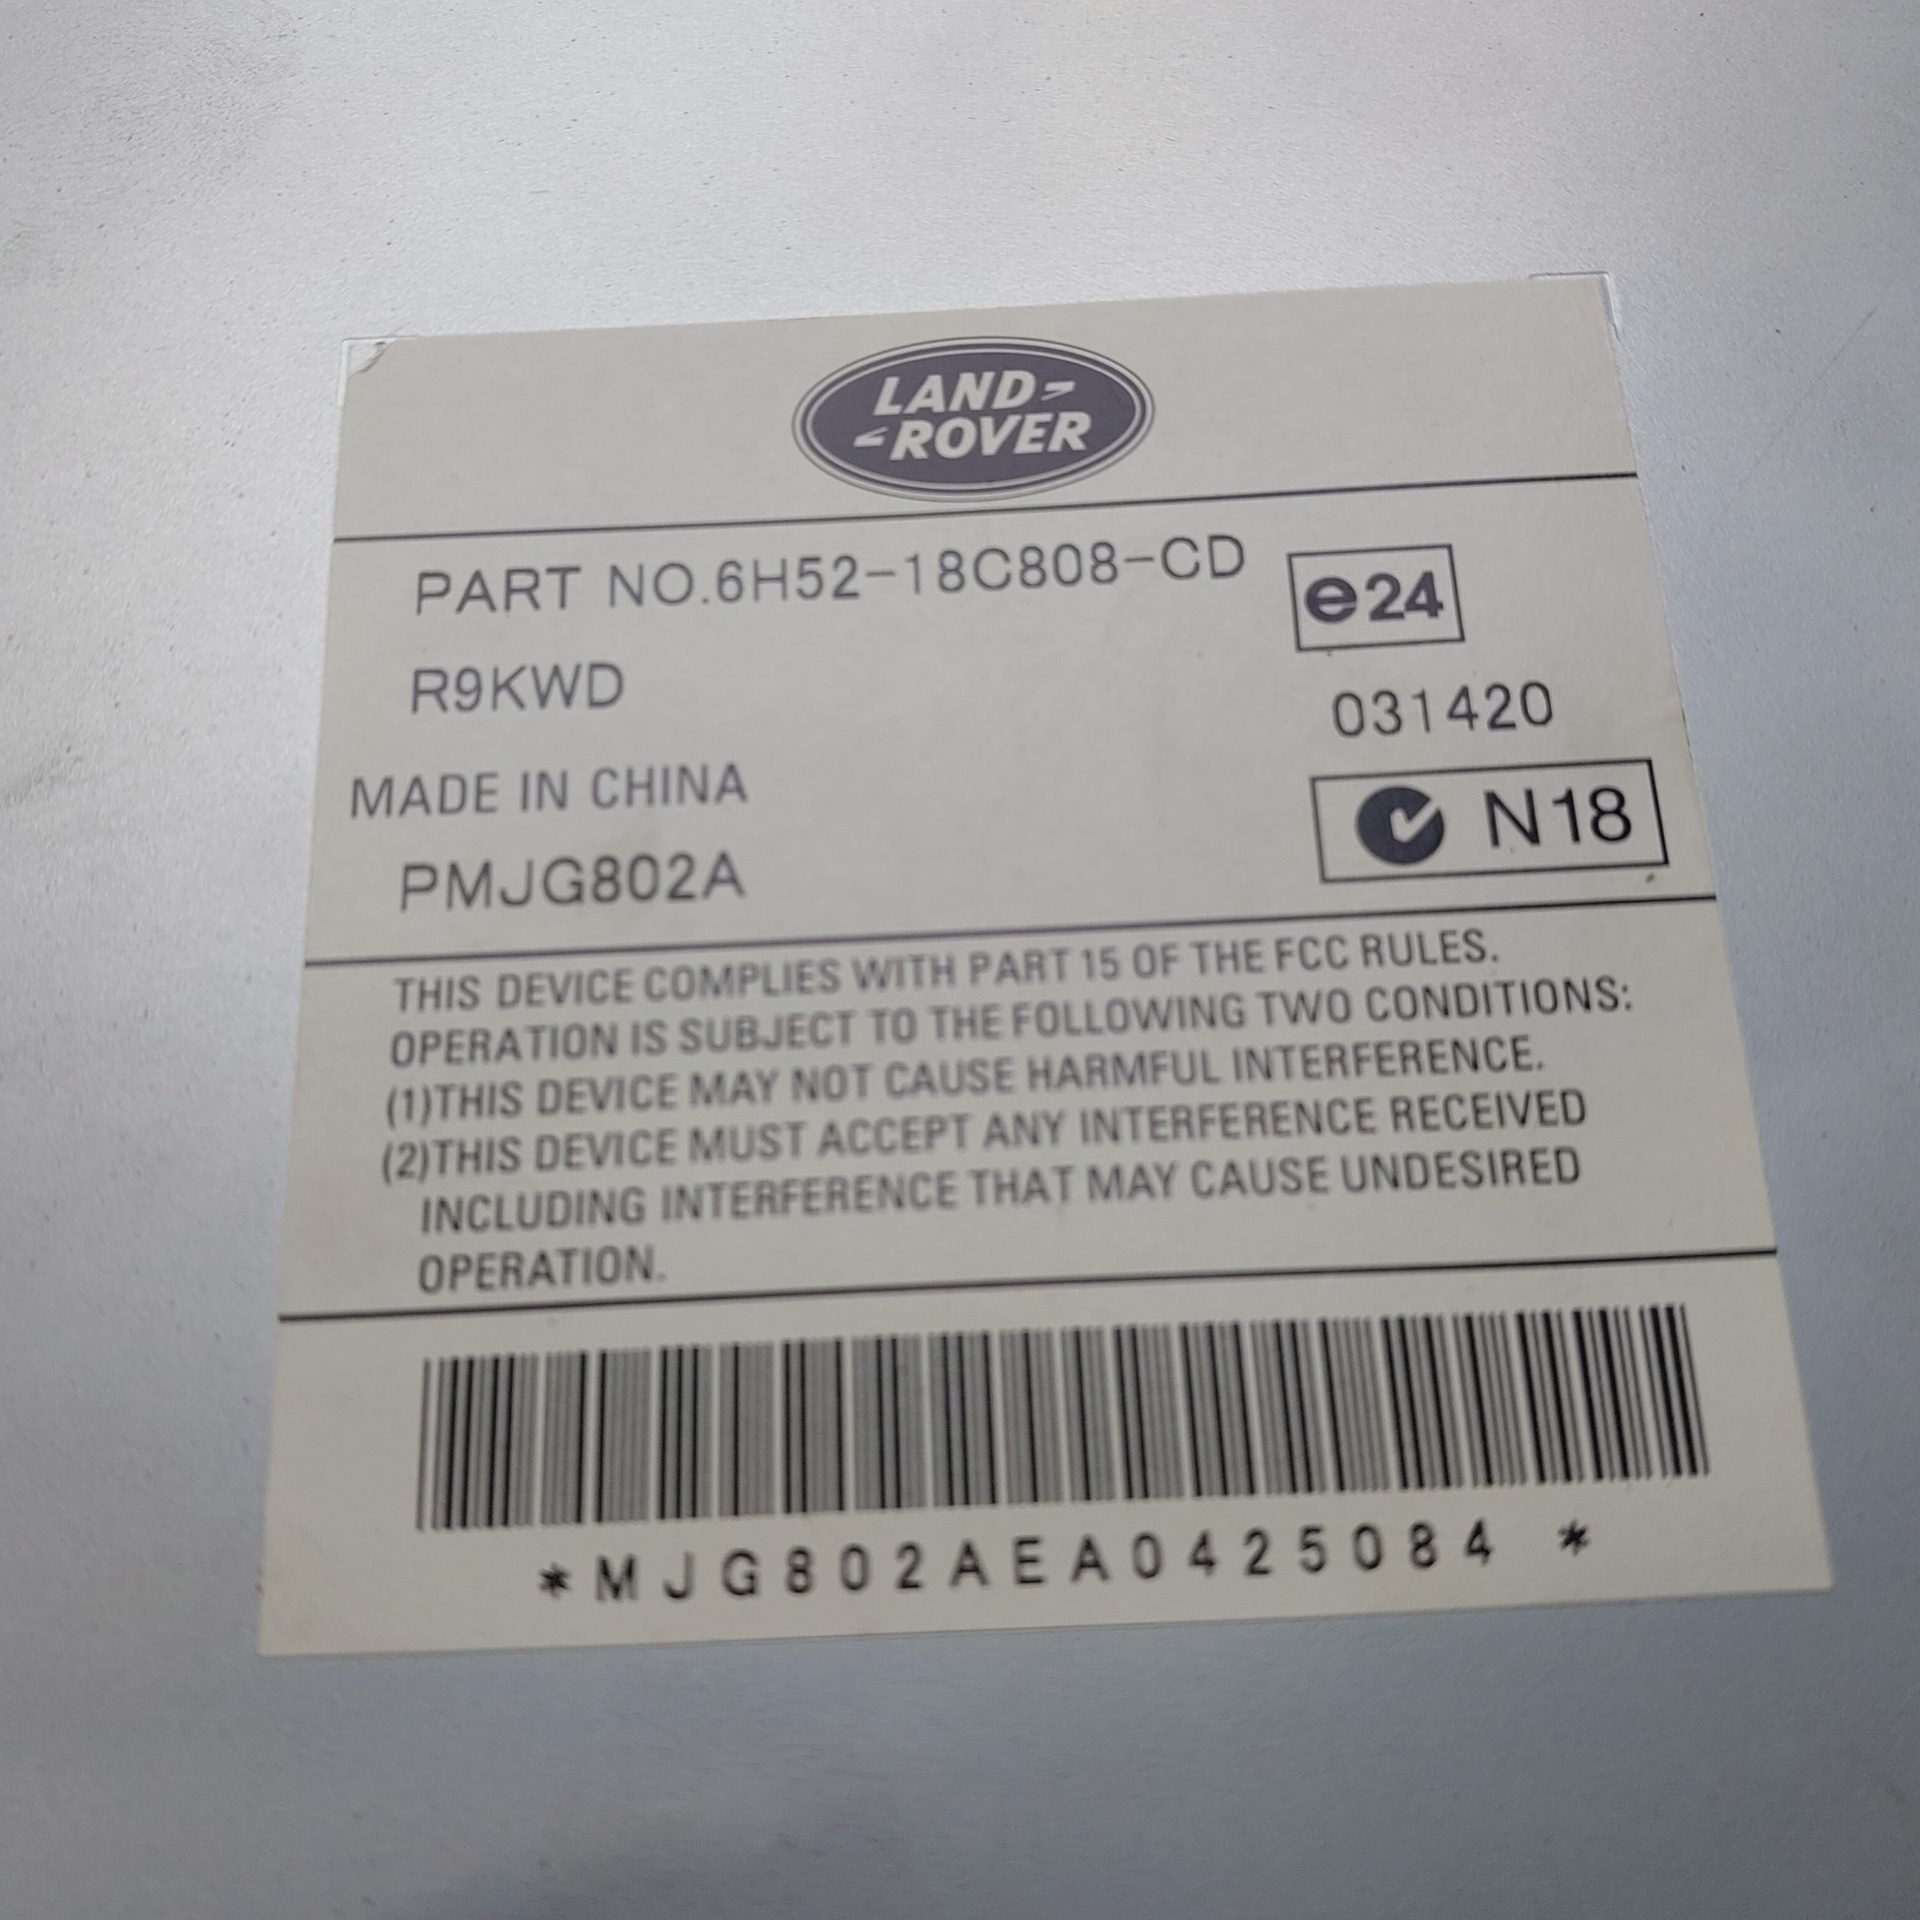 LAND
ROVER
PART NO.6H52-18C808-CD
e24
R9KWD
031420
MADE IN CHINA
N18
PMJG802A
THIS DEVICE COMPLIES WITH PART 15 OF THE FCC RULES.
OPERATION IS SUBJECT TO THE FOLLOWING TWO CONDITIONS:
(1)THIS DEVICE MAY NOT CAUSE HARMFUL INTERFERENCE.
(2)THIS DEVICE MUST ACCEPT ANY INTERFERENCE RECEIVED
INCLUDING INTERFERENCE THAT MAY CAUSE UNDESIRED
OPERATION.
*MJG802AEA0425084 *